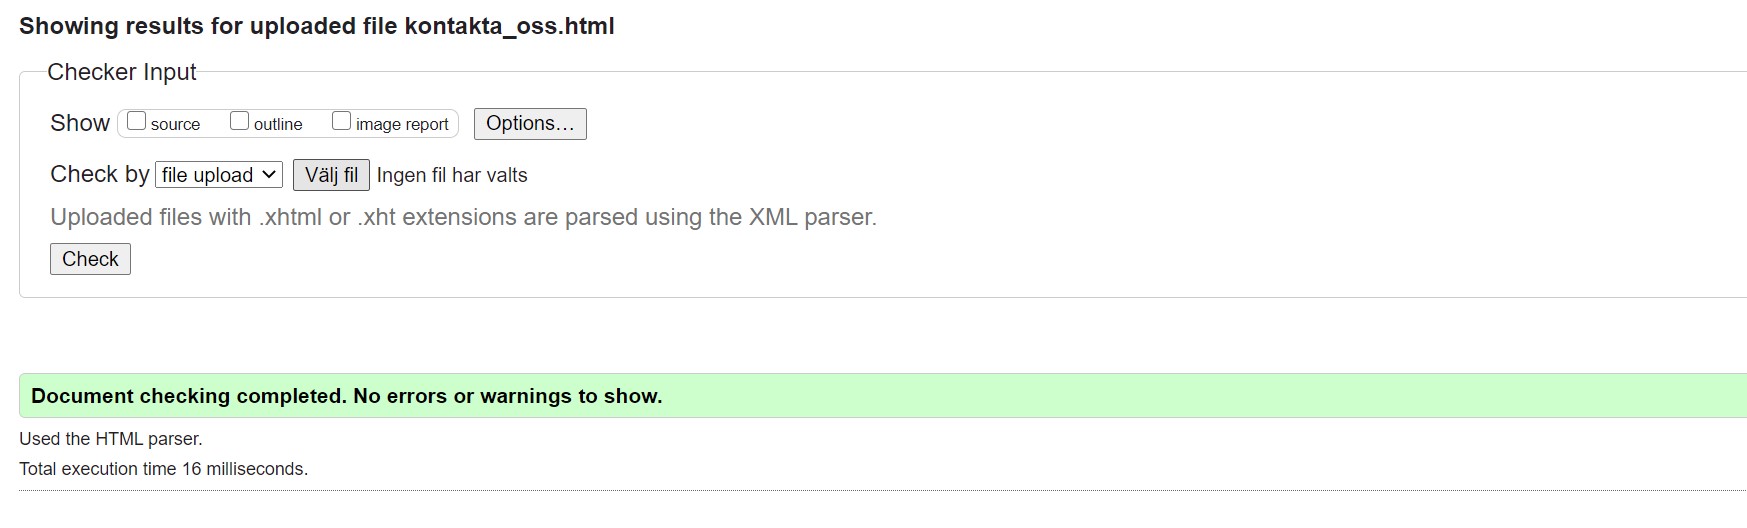 Showing results for uploaded file kontakta_oss.html
Checker Input
Show source outline image report Options...
Check by file upload Välj fil Ingen fil har valts
Uploaded files with .xhtml or .xht extensions are parsed using the XML parser.
Check
Document checking completed. No errors or warnings to show.
Used the HTML parser.
Total execution time 16 milliseconds.